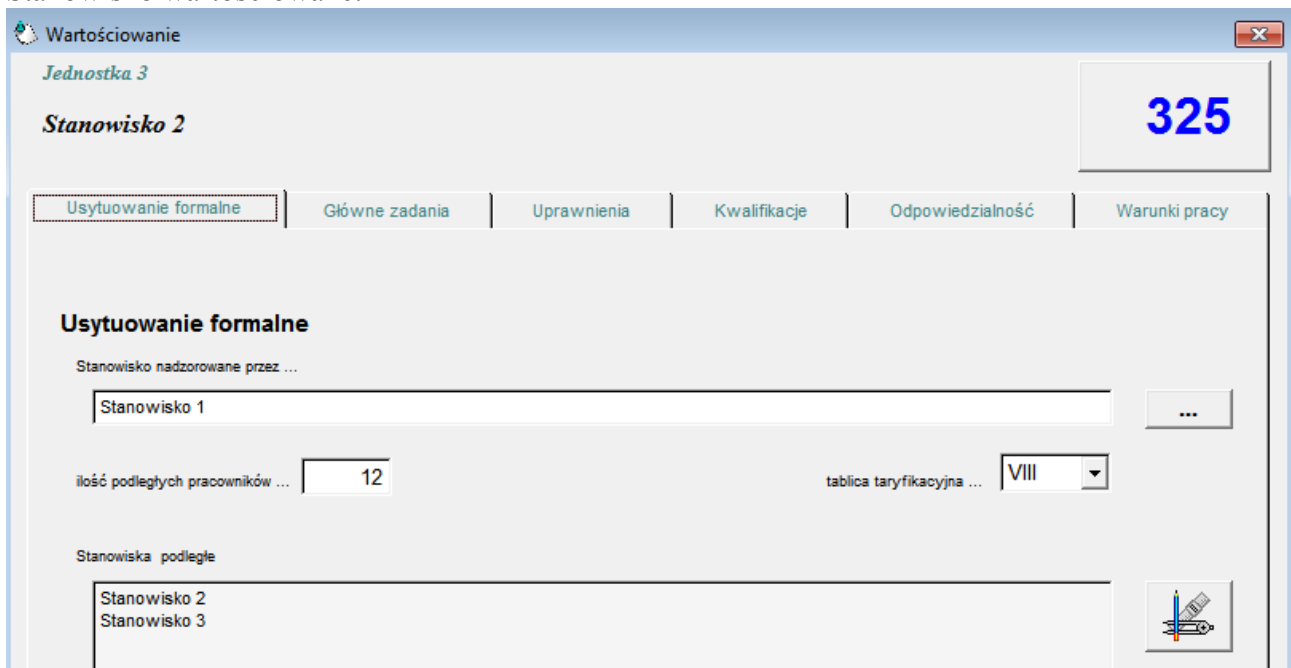 Wartościowanie
Jednostka 3
325
Stanowisko 2
Usytuowanie formalne Główne zadania Uprawnienia Kwalifikacje Odpowiedzialność Warunki pracy
Usytuowanie formalne
Stanowisko nadzorowane przez ...
Stanowisko 1 ...
ilość podległych pracowników ... 12 tablica taryfikacyjna ... VIII
Stanowiska podległe
Stanowisko 2
Stanowisko 3